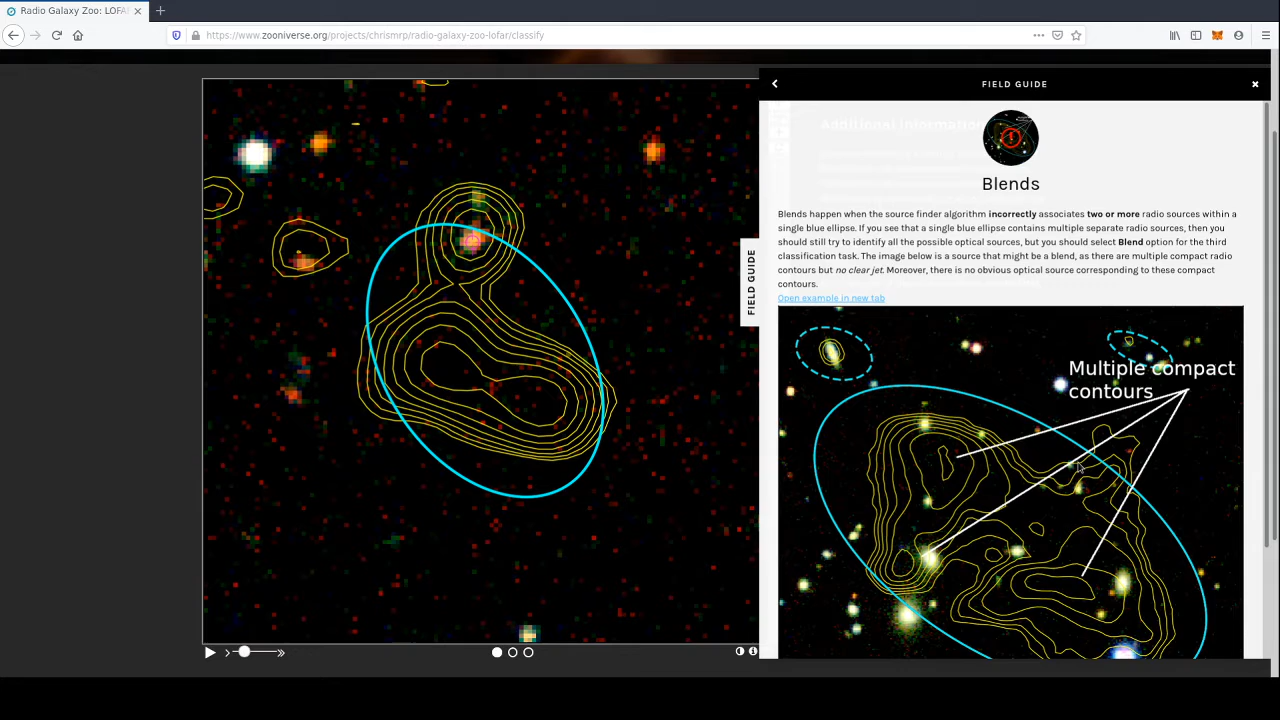 Radio Galaxy Zoo: LOFA
https://www.zooniverse.org/projects/chrismrp/radio-galaxy-zoo-lofar/classify
FIELD GUIDE
Additional information
Blends
Blends happen when the source finder algorithm incorrectly associates two or more radio sources within a
single blue ellipse. If you see that a single blue ellipse contains multiple separate radio sources, then you
should still try to identify all the possible optical sources, but you should select Blend option for the third
classification task. The image below is a source that might be a blend, as there are multiple compact radio
contours but no clear jet. Moreover, there is no obvious optical source corresponding to these compact
contours.
Open example in new tab
FIELD GUIDE
Multiple compact
contours